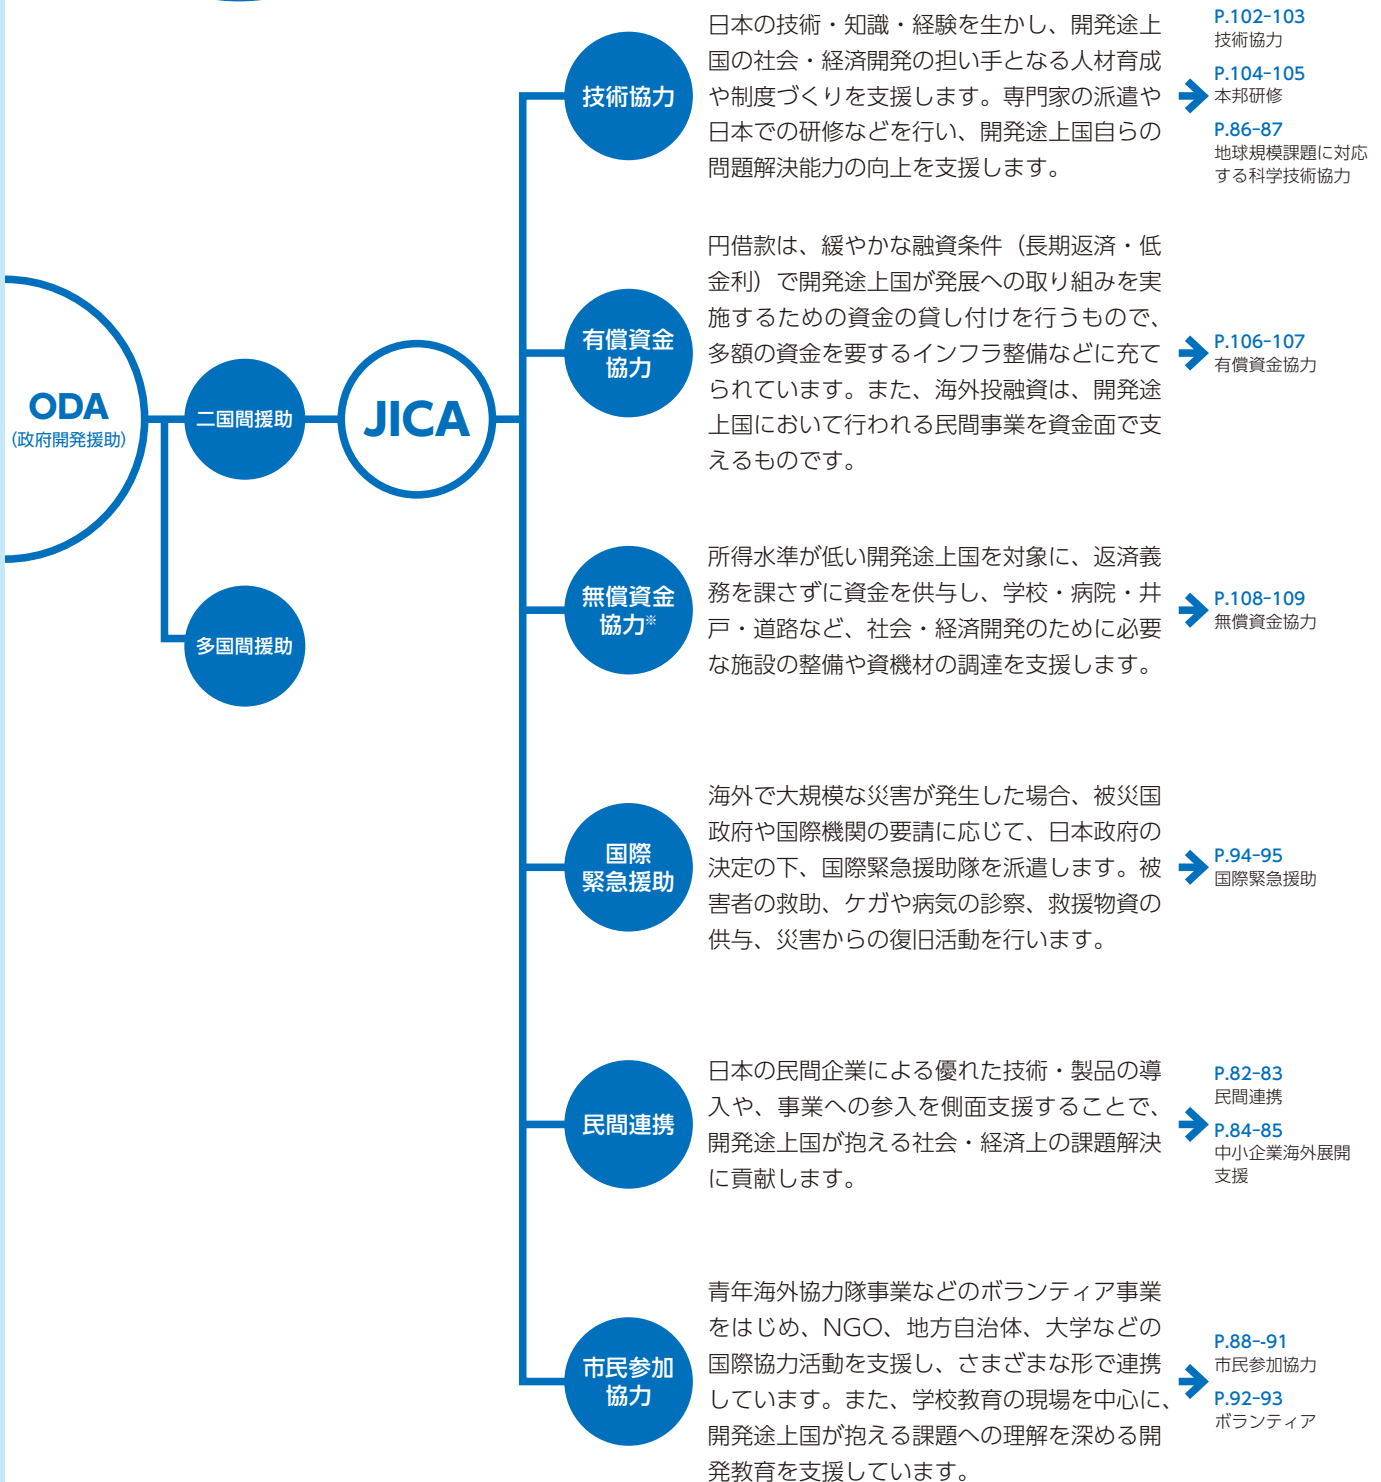 ODA
(政府開発援助)
二国間援助
多国間援助
JICA
技術協力
日本の技術・知識・経験を生かし、開発途上
国の社会・経済開発の担い手となる人材育成
や制度づくりを支援します。専門家の派遣や
日本での研修などを行い、開発途上国自らの
問題解決能力の向上を支援します。
P.102-103
技術協力
P.104-105
本邦研修
P.86-87
地球規模課題に対応
する科学技術協力
有償資金
協力
円借款は、緩やかな融資条件（長期返済・低
金利）で開発途上国が発展への取り組みを実
施するための資金の貸し付けを行うもので、
多額の資金を要するインフラ整備などに充て
られています。また、海外投融資は、開発途
上国において行われる民間事業を資金面で支
えるものです。
P.106-107
有償資金協力
無償資金
協力※
所得水準が低い開発途上国を対象に、返済義
務を課さずに資金を供与し、学校・病院・井
戸・道路など、社会・経済開発のために必要
な施設の整備や資機材の調達を支援します。
P.108-109
無償資金協力
国際
緊急援助
海外で大規模な災害が発生した場合、被災国
政府や国際機関の要請に応じて、日本政府の
決定の下、国際緊急援助隊を派遣します。被
害者の救助、ケガや病気の診察、救援物資の
供与、災害からの復旧活動を行います。
P.94-95
国際緊急援助
民間連携
日本の民間企業による優れた技術・製品の導
入や、事業への参入を側面支援することで、
開発途上国が抱える社会・経済上の課題解決
に貢献します。
P.82-83
民間連携
P.84-85
中小企業海外展開
支援
市民参加
協力
青年海外協力隊事業などのボランティア事業
をはじめ、NGO、地方自治体、大学などの
国際協力活動を支援し、さまざまな形で連携
しています。また、学校教育の現場を中心に、
開発途上国が抱える課題への理解を深める開
発教育を支援しています。
P.88--91
市民参加協力
P.92-93
ボランティア